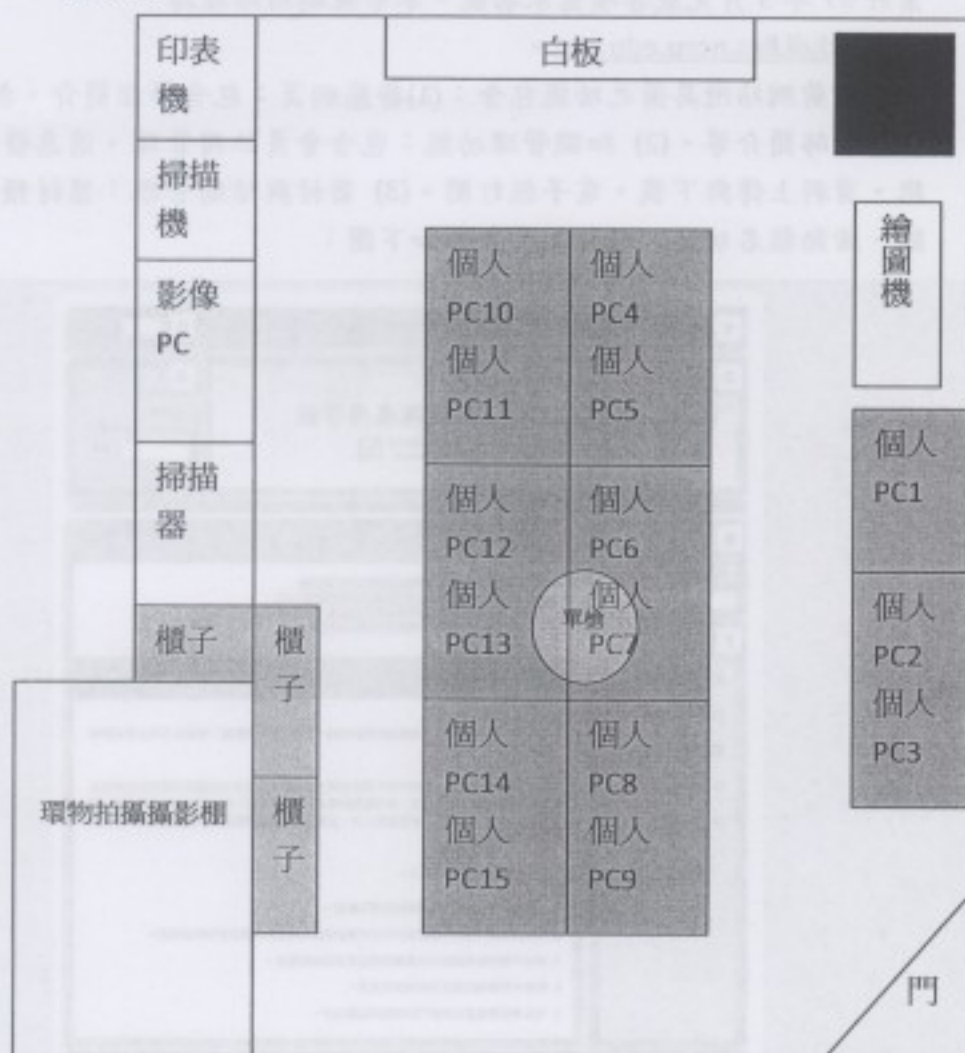 印表
機
掃描
機
影像
PC
掃描
器
櫃子
櫃
子
櫃
子
環物拍攝攝影棚
白板
個人
PC10
個人
PC11
個人
PC12
個人
PC13
個人
PC14
個人
PC15
個人
PC4
個人
PC5
個人
PC6
個人
PC7
單槍
個人
PC8
個人
PC9
繪
圖
機
個人
PC1
個人
PC2
個人
PC3
門